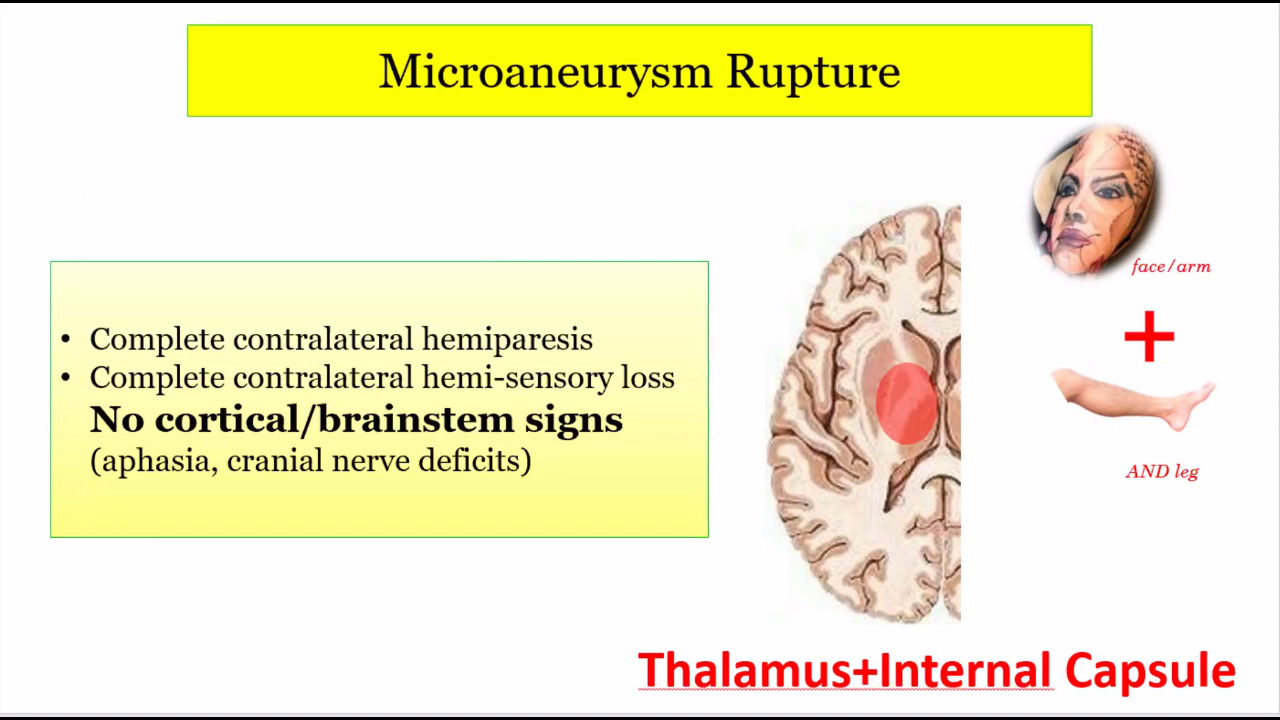 Microaneurysm Rupture
face/arm
• Complete contralateral hemiparesis
• Complete contralateral hemi-sensory loss
No cortical/brainstem signs
(aphasia, cranial nerve deficits)
+
AND leg
Thalamus+Internal Capsule